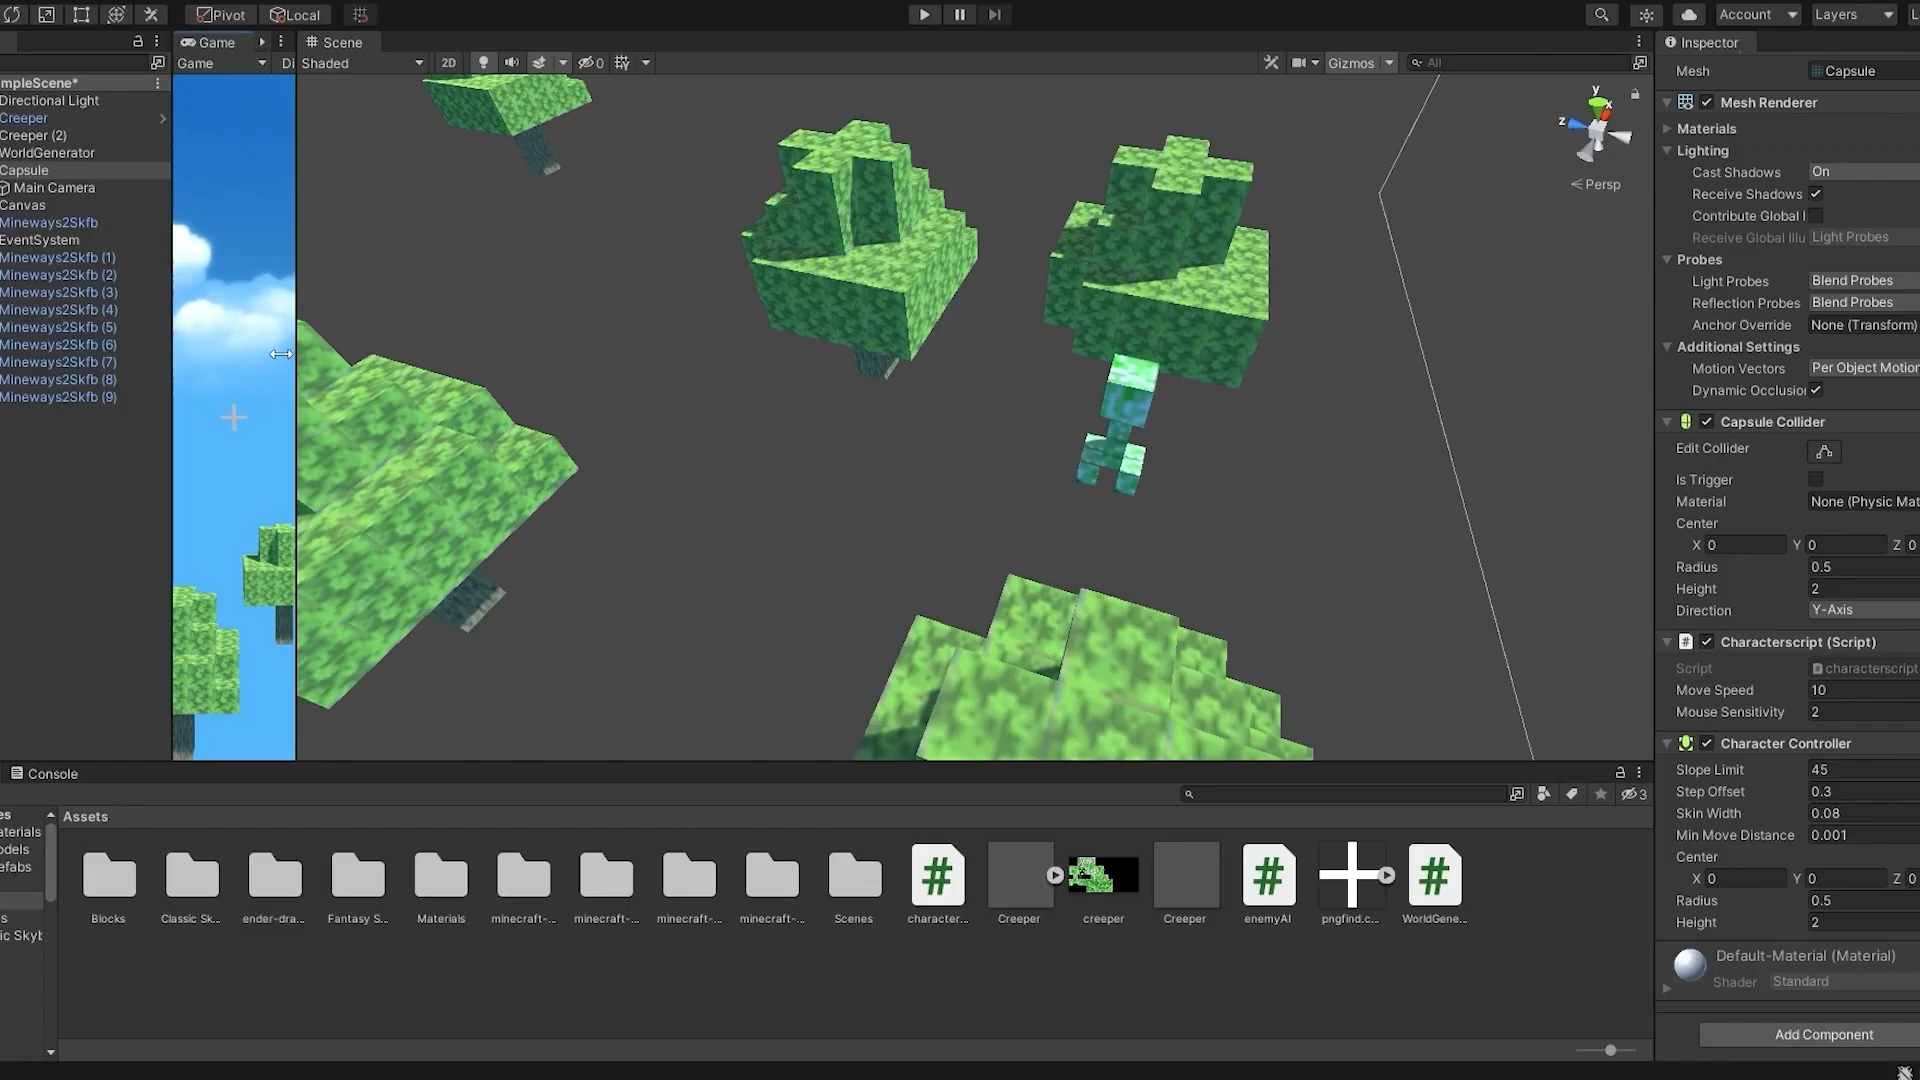 Pivot Local Account Layers L
Game Scene Inspector
Game Di Shaded 2D 0 Gizmos All
Mesh Capsule
mpleScene*
Directional Light
Creeper
Creeper (2)
WorldGenerator
Capsule
Main Camera
Canvas
Mineways2Skfb
EventSystem
Mineways2Skfb (1)
Mineways2Skfb (2)
Mineways2Skfb (3)
Mineways2Skfb (4)
Mineways2Skfb (5)
Mineways2Skfb (6)
Mineways2Skfb (7)
Mineways2Skfb (8)
Mineways2Skfb (9)
y
x
z
Persp
Mesh Renderer
Materials
Lighting
Cast Shadows On
Receive Shadows
Contribute Global I
Receive Global Illu Light Probes
Probes
Light Probes Blend Probes
Reflection Probes Blend Probes
Anchor Override None (Transform)
Additional Settings
Motion Vectors Per Object Motion
Dynamic Occlusio
Capsule Collider
Edit Collider
Is Trigger
Material None (Physic Mat
Center
X 0 Y 0 Z 0
Radius 0.5
Height 2
Direction Y-Axis
Characterscript (Script)
Script characterscript
Move Speed 10
Mouse Sensitivity 2
Character Controller
Slope Limit 45
Step Offset 0.3
Skin Width 0.08
Min Move Distance 0.001
Center
X 0 Y 0 Z 0
Radius 0.5
Height 2
Default-Material (Material)
Shader Standard
Add Component
Console
3
es
aterials
odels
efabs
s
ic Skyb
Assets
Blocks Classic Sk... ender-dra... Fantasy S... Materials minecraft-... minecraft-... minecraft-... minecraft-... Scenes character... Creeper creeper Creeper enemyAI pngfind.c... WorldGene...